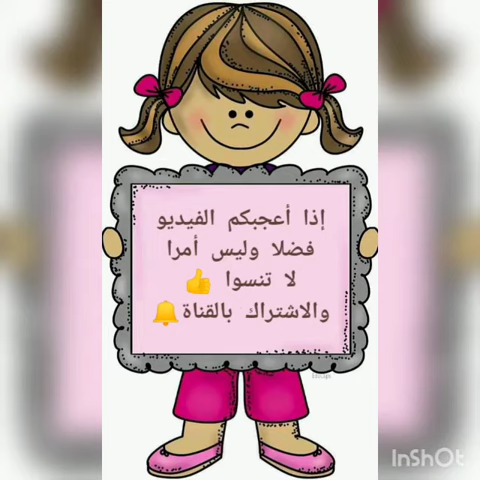 إذا أعجبكم الفيديو
فضلا وليس أمرا
لا تنسوا 👍
والاشتراك بالقناة🔔
InShOt